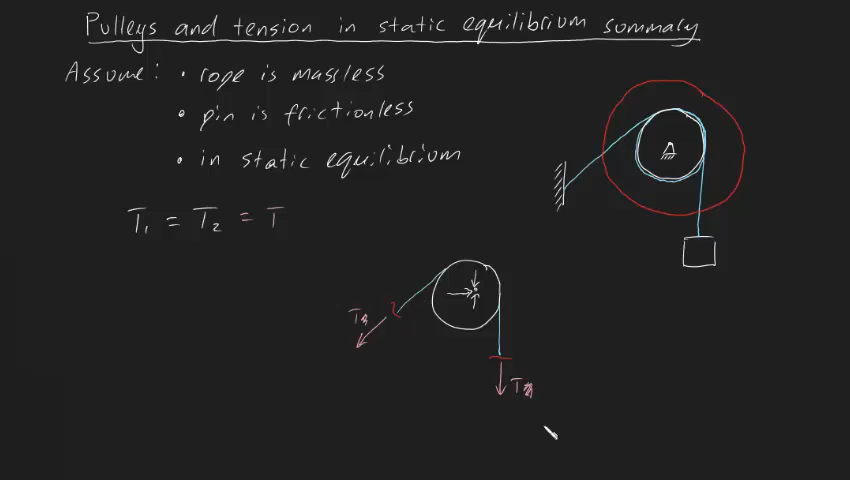 Pulleys and tension in static equilibrium summary
Assume: • rope is massless
• pin is frictionless
• in static equilibrium
T₁ = T₂ = T
T
T